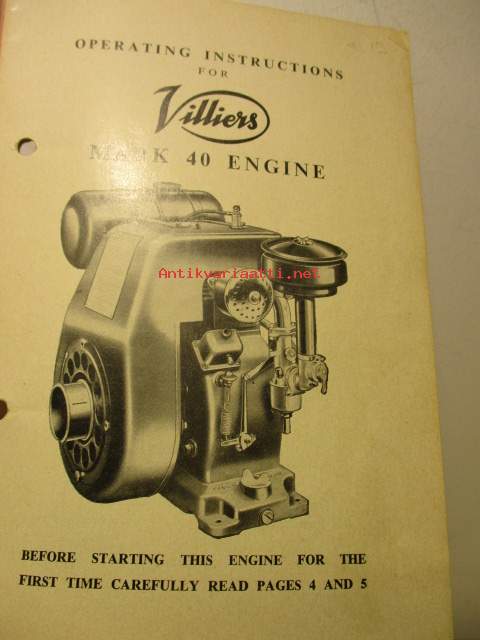 OPERATING INSTRUCTIONS
FOR
Villiers
MARK 40 ENGINE
Antikvariaatti.net
BEFORE STARTING THIS ENGINE FOR THE
FIRST TIME CAREFULLY READ PAGES 4 AND 5